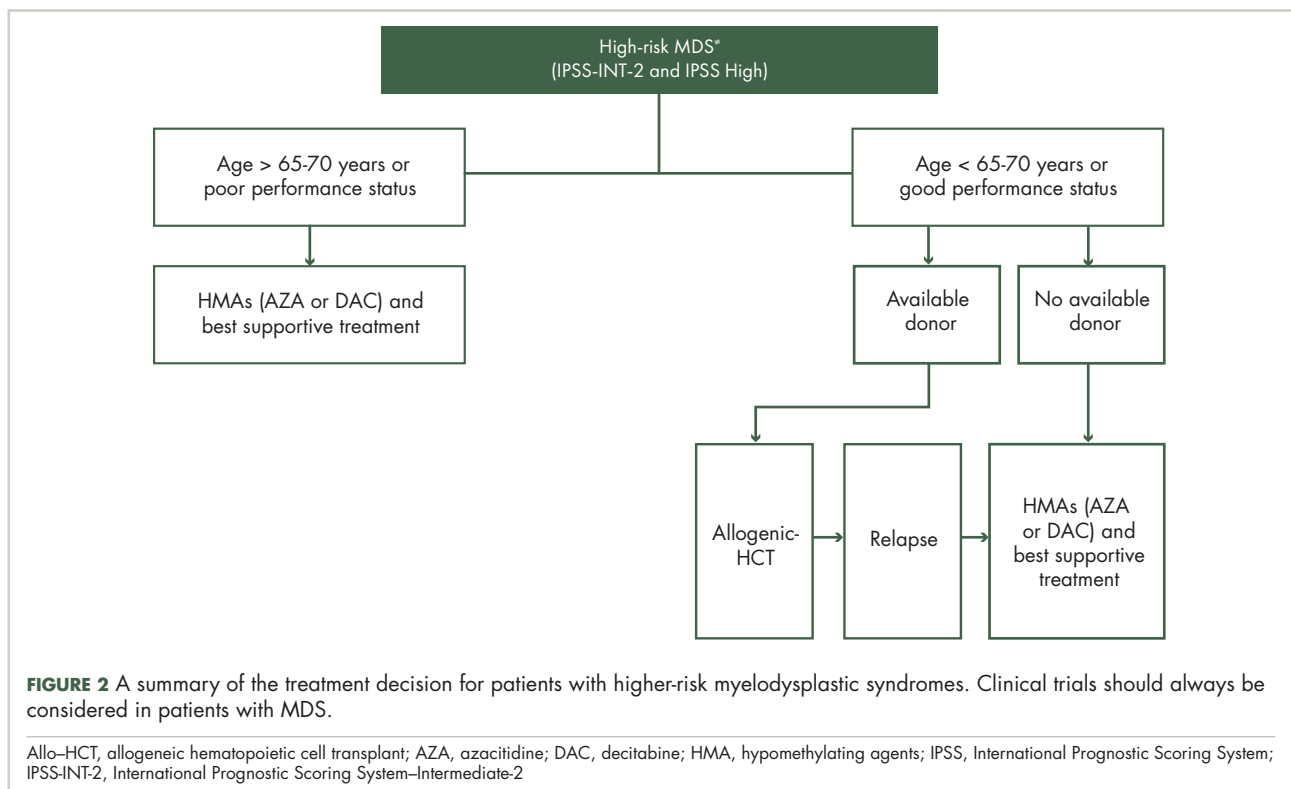 High-risk MDS*
(IPSS-INT-2 and IPSS High)
Age > 65-70 years or
poor performance status
Age < 65-70 years or
good performance status
HMAs (AZA or DAC) and
best supportive treatment
Available
donor
No available
donor
Allogenic-
HCT
Relapse
HMAs (AZA
or DAC) and
best supportive
treatment
FIGURE 2 A summary of the treatment decision for patients with higher-risk myelodysplastic syndromes. Clinical trials should always be
considered in patients with MDS.
Allo–HCT, allogeneic hematopoietic cell transplant; AZA, azacitidine; DAC, decitabine; HMA, hypomethylating agents; IPSS, International Prognostic Scoring System;
IPSS-INT-2, International Prognostic Scoring System–Intermediate-2